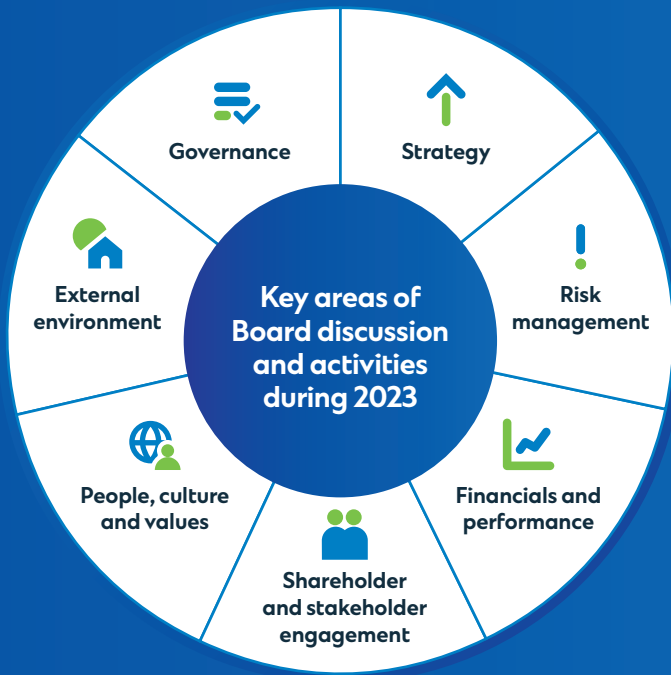 Governance
Strategy
External
environment
Key areas of
Board discussion
and activities
during 2023
Risk
management
People, culture
and values
Financials and
performance
Shareholder
and stakeholder
engagement